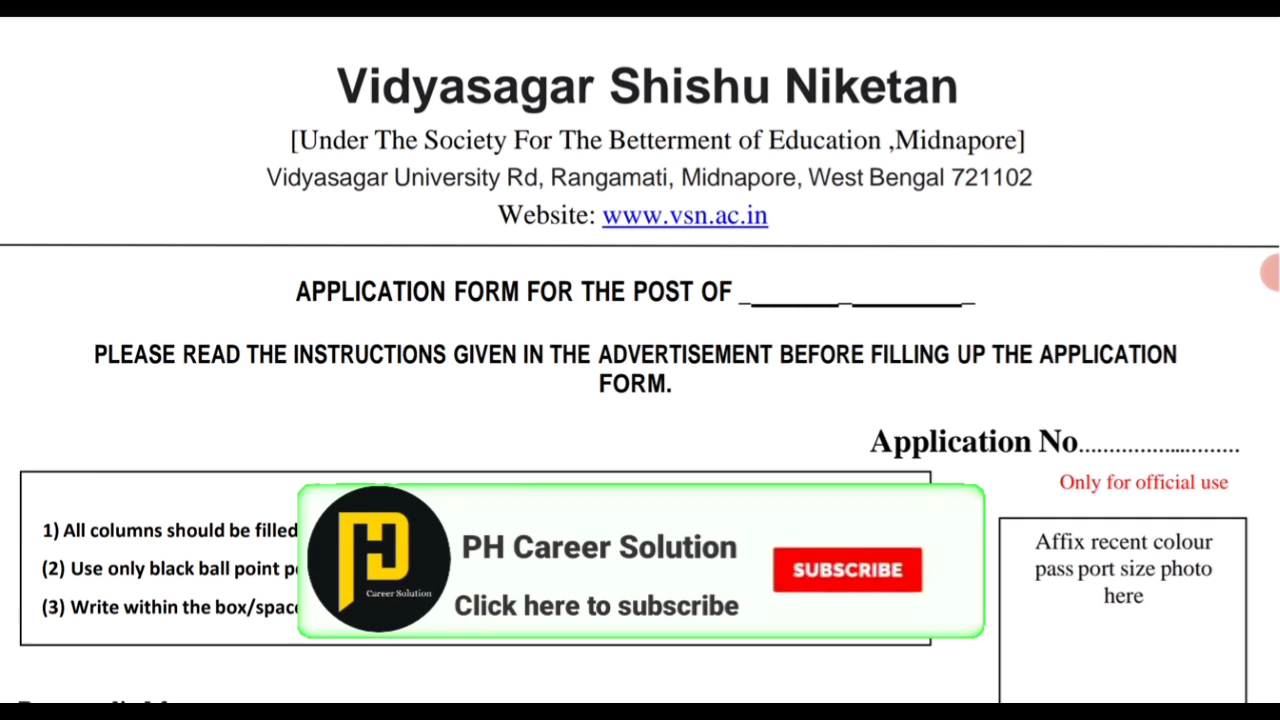 Vidyasagar Shishu Niketan
[Under The Society For The Betterment of Education ,Midnapore]
Vidyasagar University Rd, Rangamati, Midnapore, West Bengal 721102
Website: www.vsn.ac.in
APPLICATION FORM FOR THE POST OF _______ _________
PLEASE READ THE INSTRUCTIONS GIVEN IN THE ADVERTISEMENT BEFORE FILLING UP THE APPLICATION
FORM.
Application No...........................
Only for official use
1) All columns should be filled
(2) Use only black ball point
(3) Write within the box/space
PH Career Solution
SUBSCRIBE
Click here to subscribe
Career Solution
Affix recent colour
pass port size photo
here